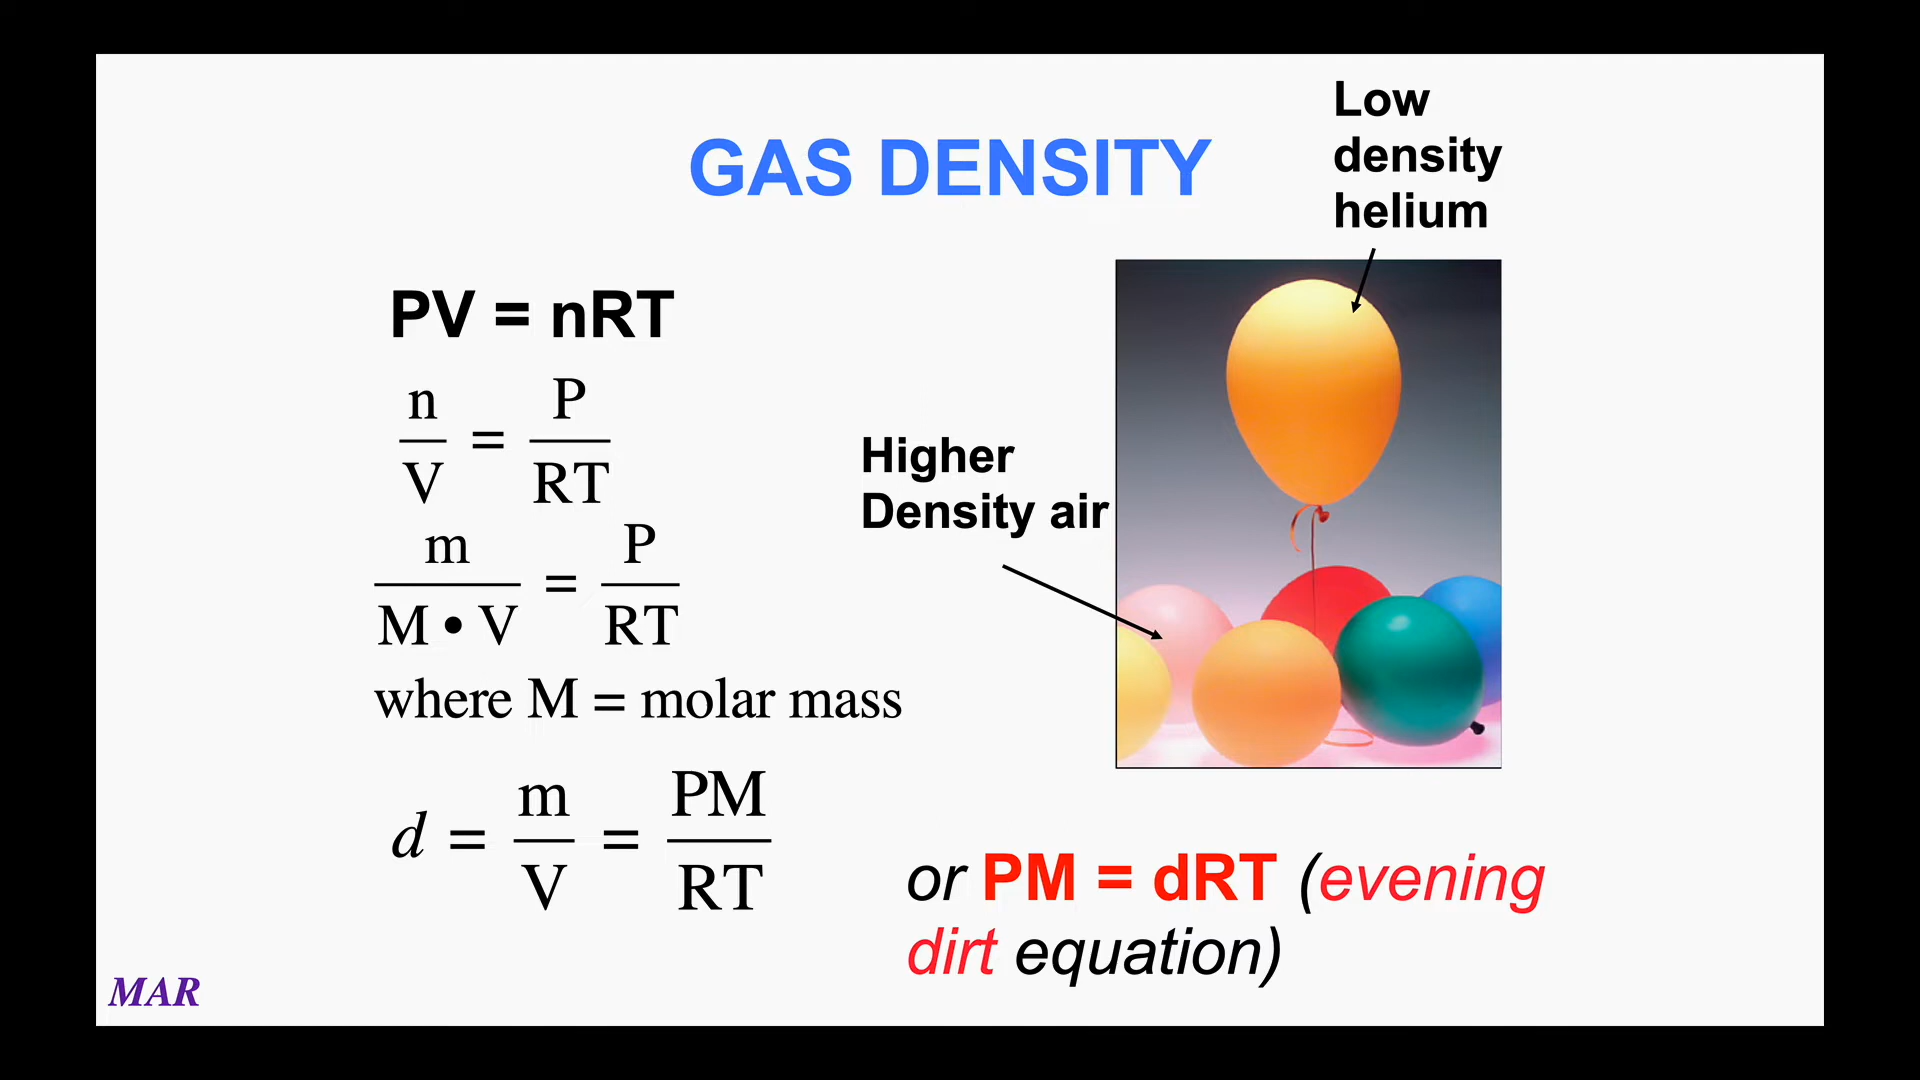 GAS DENSITY
Low
density
helium
PV = nRT
n/V = P/RT
Higher
Density air
m/M • V = P/RT
where M = molar mass
d = m/V = PM/RT
or PM = dRT (evening
dirt equation)
MAR